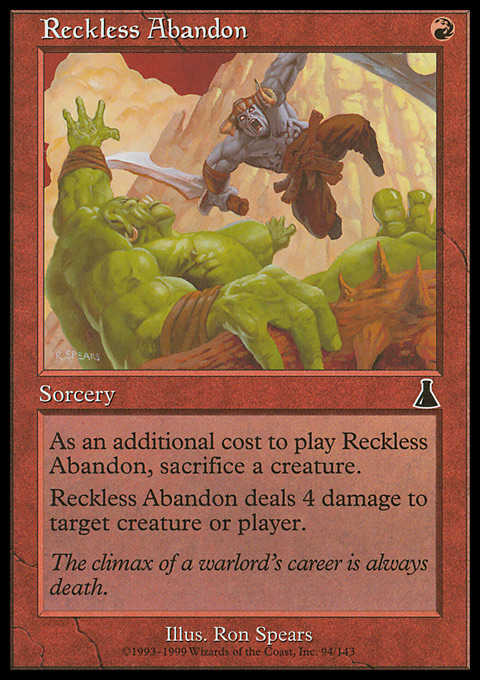 Reckless Abandon
R. SPEARS
Sorcery
As an additional cost to play Reckless
Abandon, sacrifice a creature.
Reckless Abandon deals 4 damage to
target creature or player.
The climax of a warlord's career is always
death.
Illus. Ron Spears
©1993-1999 Wizards of the Coast, Inc. 94/143